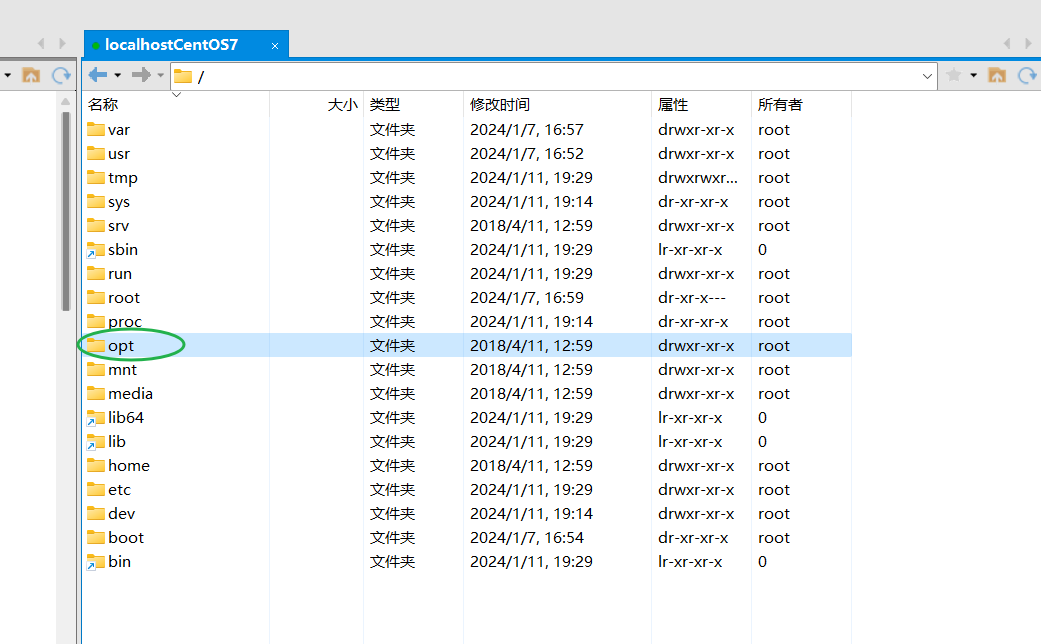 localhostCentOS7 ×
/
名称 大小 类型 修改时间 属性 所有者
var 文件夹 2024/1/7, 16:57 drwxr-xr-x root
usr 文件夹 2024/1/7, 16:52 drwxr-xr-x root
tmp 文件夹 2024/1/11, 19:29 drwxrwxr... root
sys 文件夹 2024/1/11, 19:14 dr-xr-xr-x root
srv 文件夹 2018/4/11, 12:59 drwxr-xr-x root
sbin 文件夹 2024/1/11, 19:29 lr-xr-xr-x 0
run 文件夹 2024/1/11, 19:29 drwxr-xr-x root
root 文件夹 2024/1/7, 16:59 dr-xr-x--- root
proc 文件夹 2024/1/11, 19:14 dr-xr-xr-x root
opt 文件夹 2018/4/11, 12:59 drwxr-xr-x root
mnt 文件夹 2018/4/11, 12:59 drwxr-xr-x root
media 文件夹 2018/4/11, 12:59 drwxr-xr-x root
lib64 文件夹 2024/1/11, 19:29 lr-xr-xr-x 0
lib 文件夹 2024/1/11, 19:29 lr-xr-xr-x 0
home 文件夹 2018/4/11, 12:59 drwxr-xr-x root
etc 文件夹 2024/1/11, 19:29 drwxr-xr-x root
dev 文件夹 2024/1/11, 19:14 drwxr-xr-x root
boot 文件夹 2024/1/7, 16:54 dr-xr-xr-x root
bin 文件夹 2024/1/11, 19:29 lr-xr-xr-x 0